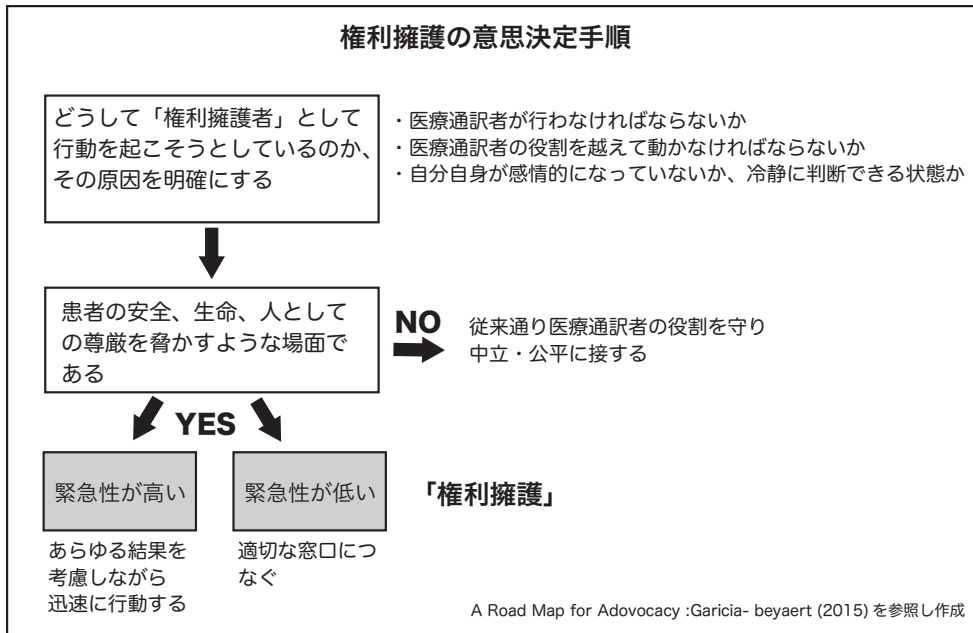 権利擁護の意思決定手順
どうして「権利擁護者」として
行動を起こそうとしているのか、
その原因を明確にする
・医療通訳者が行わなければならないか
・医療通訳者の役割を越えて動かなければならないか
・自分自身が感情的になっていないか、冷静に判断できる状態か
患者の安全、生命、人として
の尊厳を脅かすような場面で
ある
NO
従来通り医療通訳者の役割を守り
中立・公平に接する
YES
緊急性が高い
緊急性が低い
「権利擁護」
あらゆる結果を
考慮しながら
迅速に行動する
適切な窓口につ
なぐ
A Road Map for Adovocacy :Garicia- beyaert (2015) を参照し作成